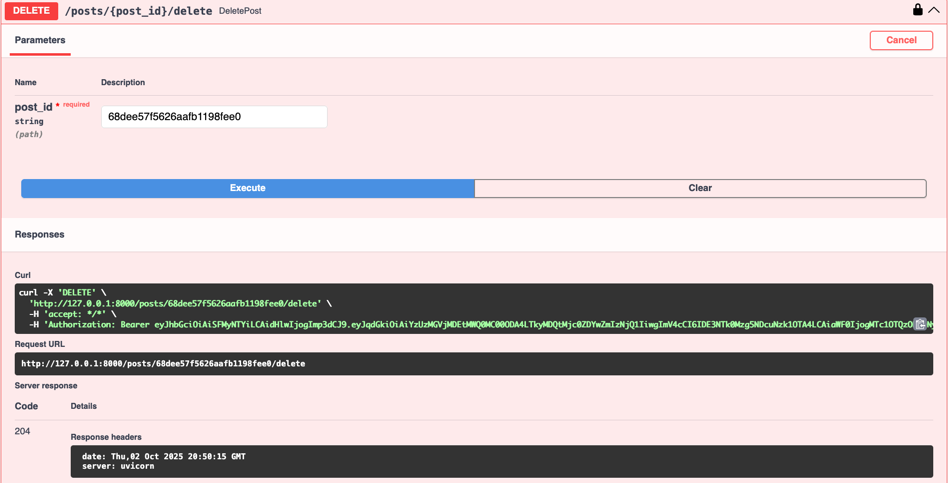 DELETE /posts/{post_id}/delete DeletePost
Parameters
Cancel
Name Description
post_id * required
string
(path)
68dee57f5626aafb1198fee0
Execute Clear
Responses
Curl
curl -X 'DELETE' \
'http://127.0.0.1:8000/posts/68dee57f5626aafb1198fee0/delete' \
-H 'accept: */*' \
-H 'Authorization: Bearer
Request URL
http://127.0.0.1:8000/posts/68dee57f5626aafb1198fee0/delete
Server response
Code Details
204
Response headers
date: Thu,02 Oct 2025 20:50:15 GMT
server: uvicorn